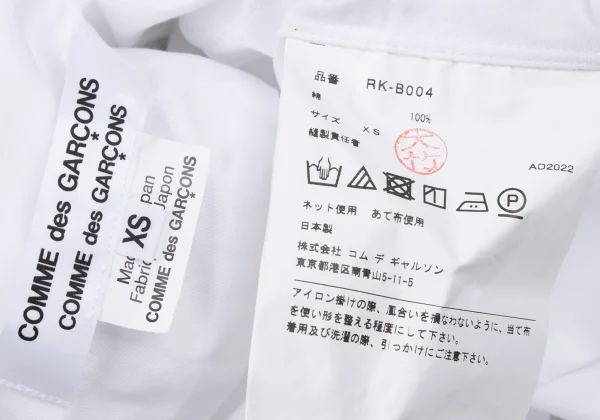 COMME des GARÇONS
COMME des GARÇONS
XS
Made
pan
Fabric
Japon
COMME des GARÇONS
品番 RK-B004
綿 100%
サイズ XS
縫製責任者
AD2022
P
ネット使用 あて布使用
日本製
株式会社 コム デ ギャルソン
東京都港区南青山5-11-5
アイロン掛けの際、風合いを損なわないように、当て布
を使い形を整える程度にして下さい。
着用及び洗濯の際、引っかけにご注意下さい。